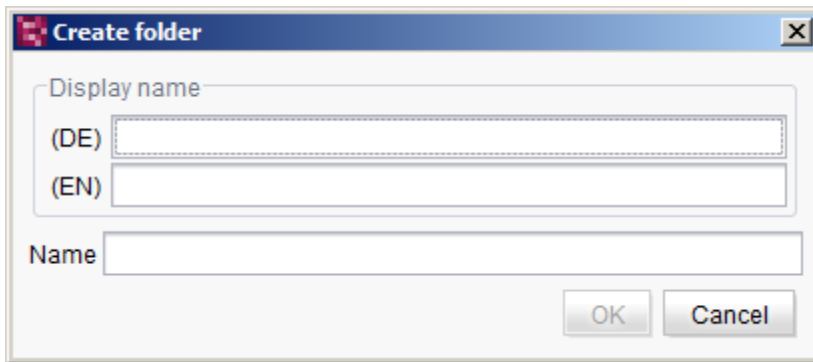 Create folder
Display name
(DE)
(EN)
Name
OK Cancel